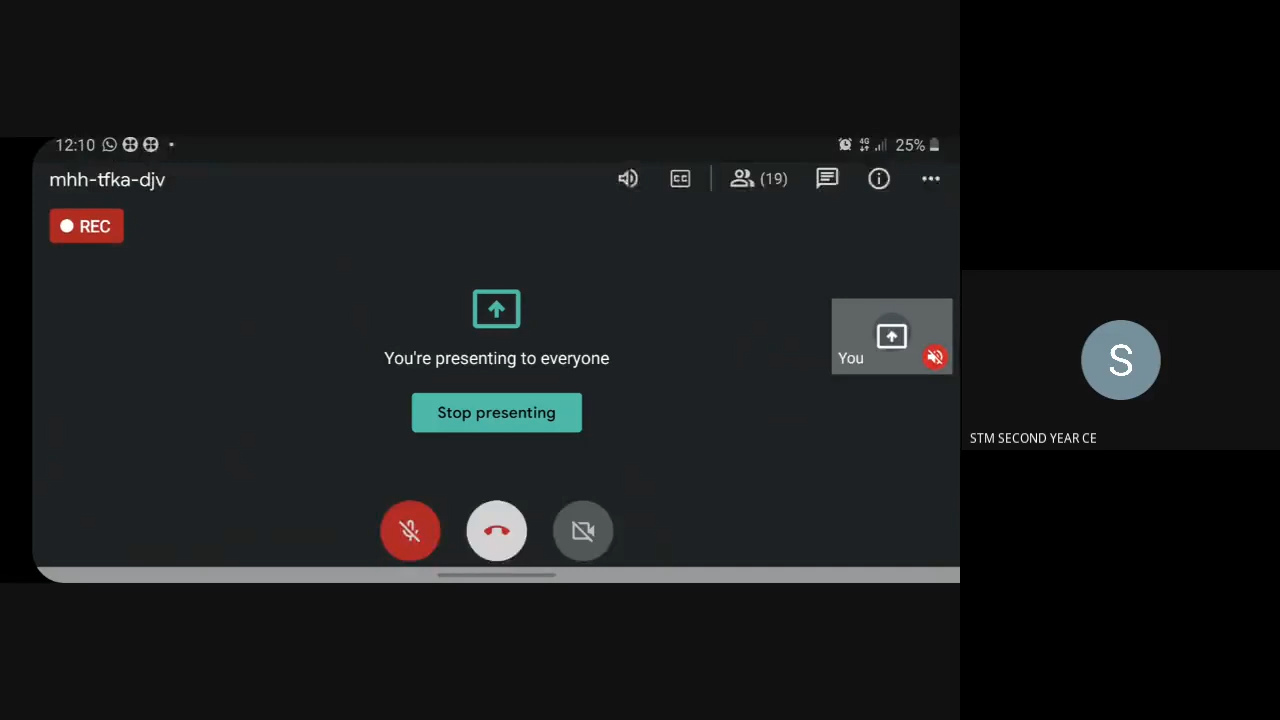 12:10
25%
mhh-tfka-djv
CC
(19)
REC
You're presenting to everyone
You
Stop presenting
S
STM SECOND YEAR CE